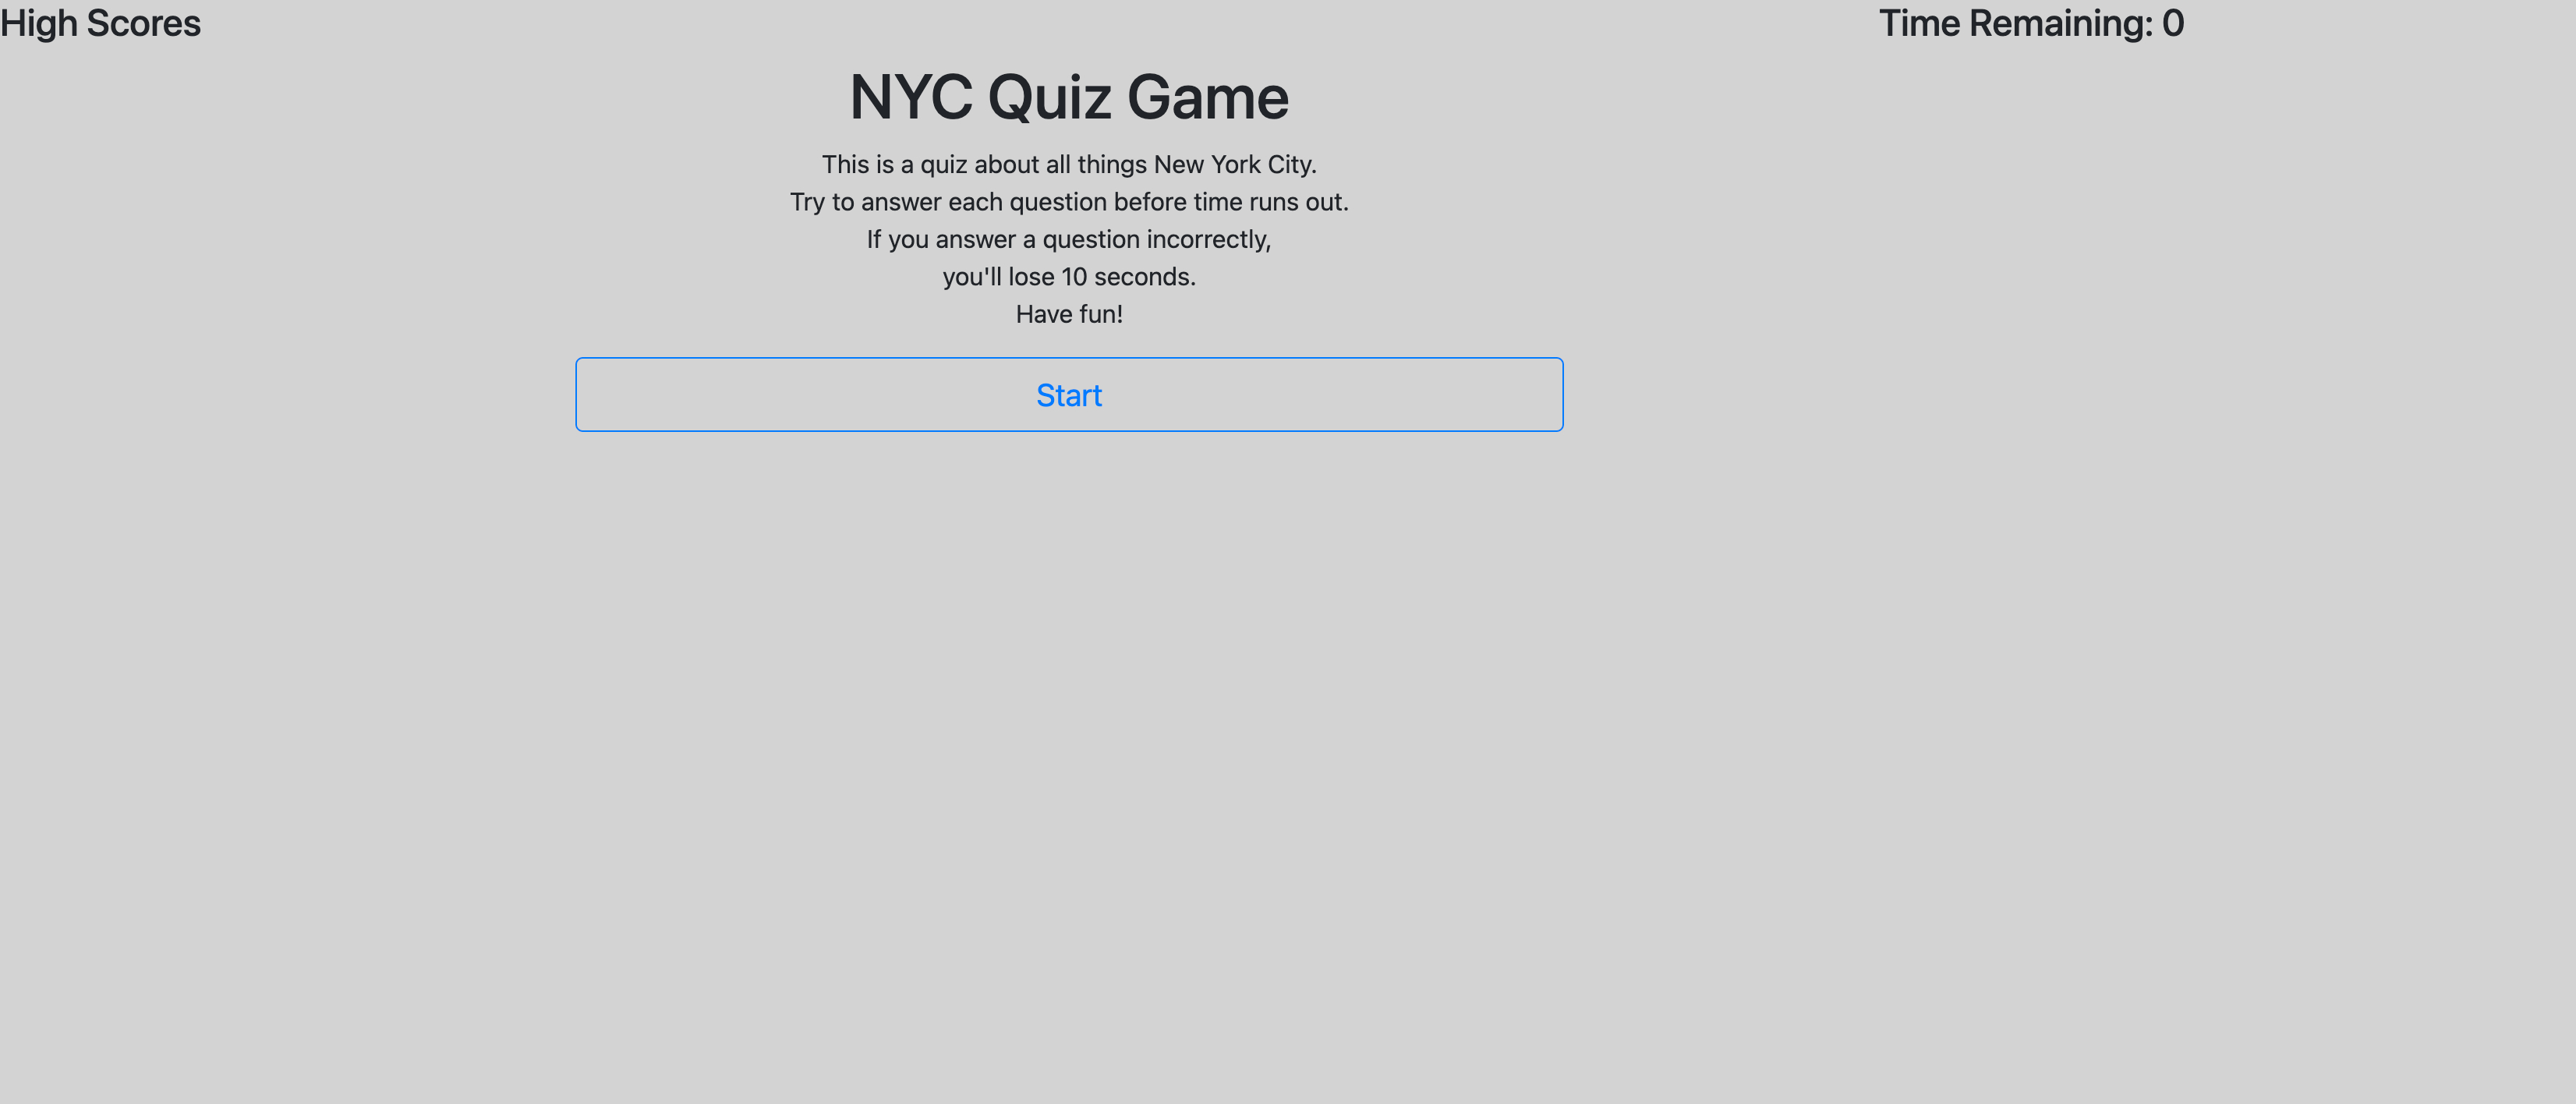 High Scores
Time Remaining: 0
NYC Quiz Game
This is a quiz about all things New York City.
Try to answer each question before time runs out.
If you answer a question incorrectly,
you'll lose 10 seconds.
Have fun!
Start